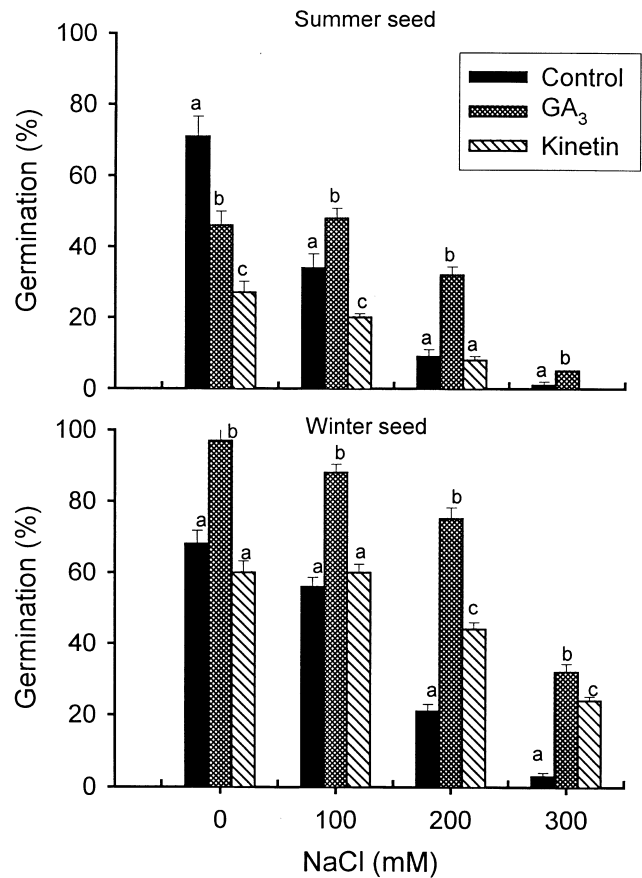 Summer seed
100
80
60
40
20
0
Germination (%)
Control
GA3
Kinetin
a
b
c
a
b
c
a
b
a
a
b
Winter seed
100
80
60
40
20
0
Germination (%)
a
b
a
a
b
a
a
b
c
a
b
c
0 100 200 300
NaCl (mM)